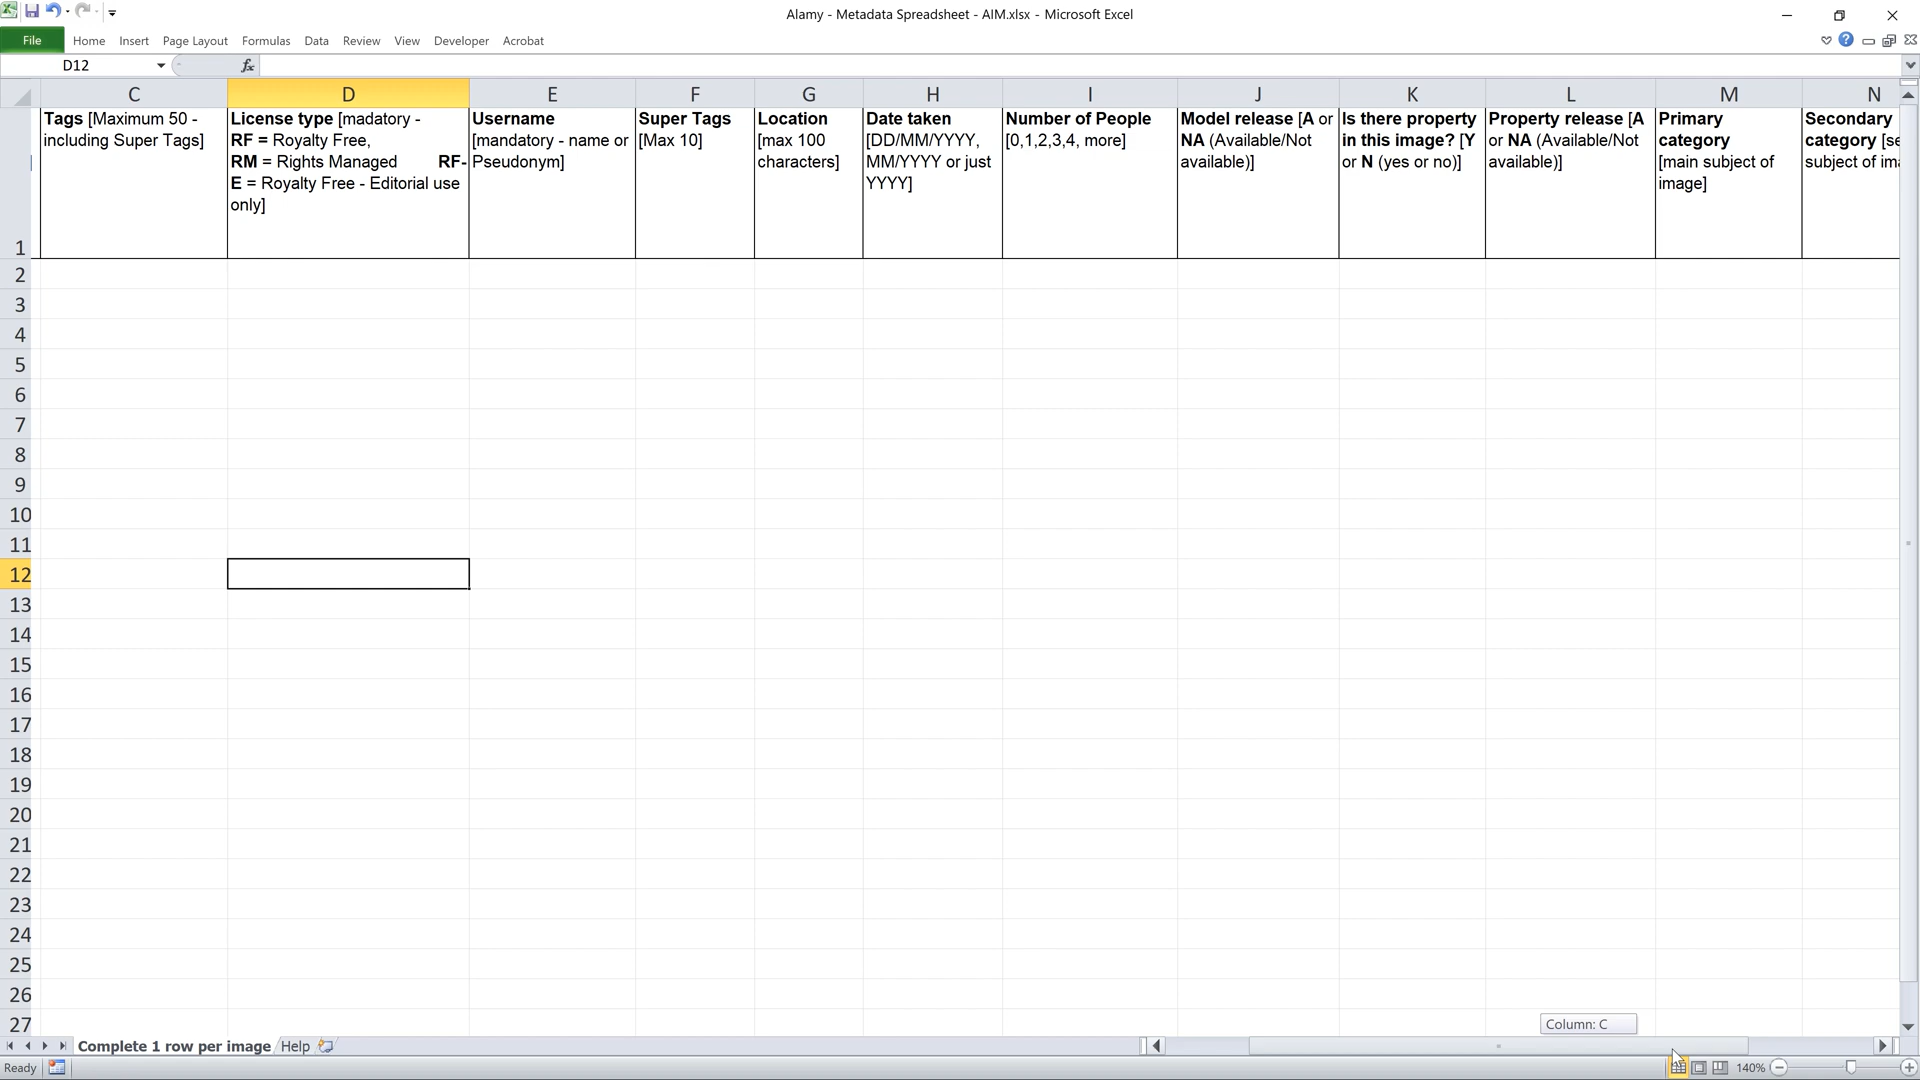 Alamy - Metadata Spreadsheet - AIM.xlsx - Microsoft Excel
File Home Insert Page Layout Formulas Data Review View Developer Acrobat
D12 fx
C D E F G H I J K L M N
Tags [Maximum 50 -
including Super Tags]
License type [madatory -
RF = Royalty Free,
RM = Rights Managed RF-
E = Royalty Free - Editorial use
only]
Username
[mandatory - name or
Pseudonym]
Super Tags
[Max 10]
Location
[max 100
characters]
Date taken
[DD/MM/YYYY,
MM/YYYY or just
YYYY]
Number of People
[0,1,2,3,4, more]
Model release [A or
NA (Available/Not
available)]
Is there property
in this image? [Y
or N (yes or no)]
Property release [A
or NA (Available/Not
available)]
Primary
category
[main subject of
image]
Secondary
category [se
subject of ima
1
2
3
4
5
6
7
8
9
10
11
12
13
14
15
16
17
18
19
20
21
22
23
24
25
26
27
Column: C
Complete 1 row per image Help
Ready 140%